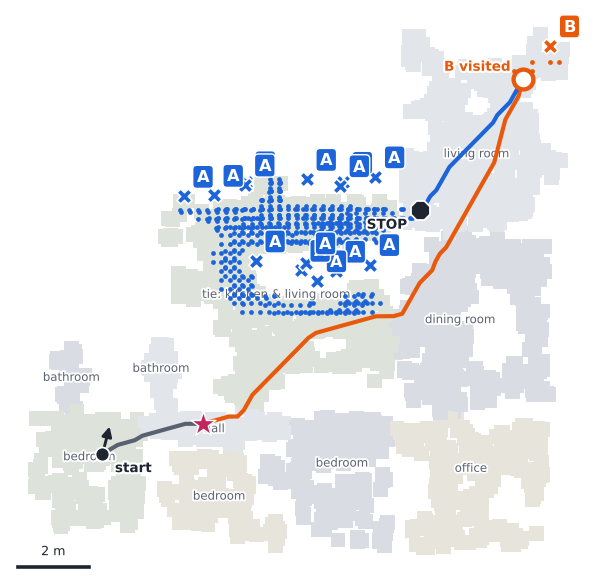 B
B visited
living room
A
A
A
A
A
A
STOP
A
A
A
A
A
tie: kitchen & living room
dining room
bathroom
bathroom
hall
bedroom
start
bedroom
bedroom
office
2 m